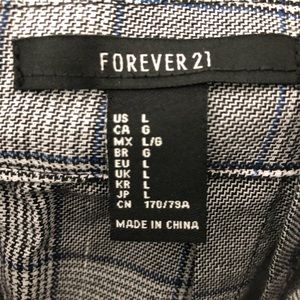 FOREVER 21
US L
CA G
MX L/G
BR G
EU L
UK L
KR L
JP L
CN 170/79A
MADE IN CHINA